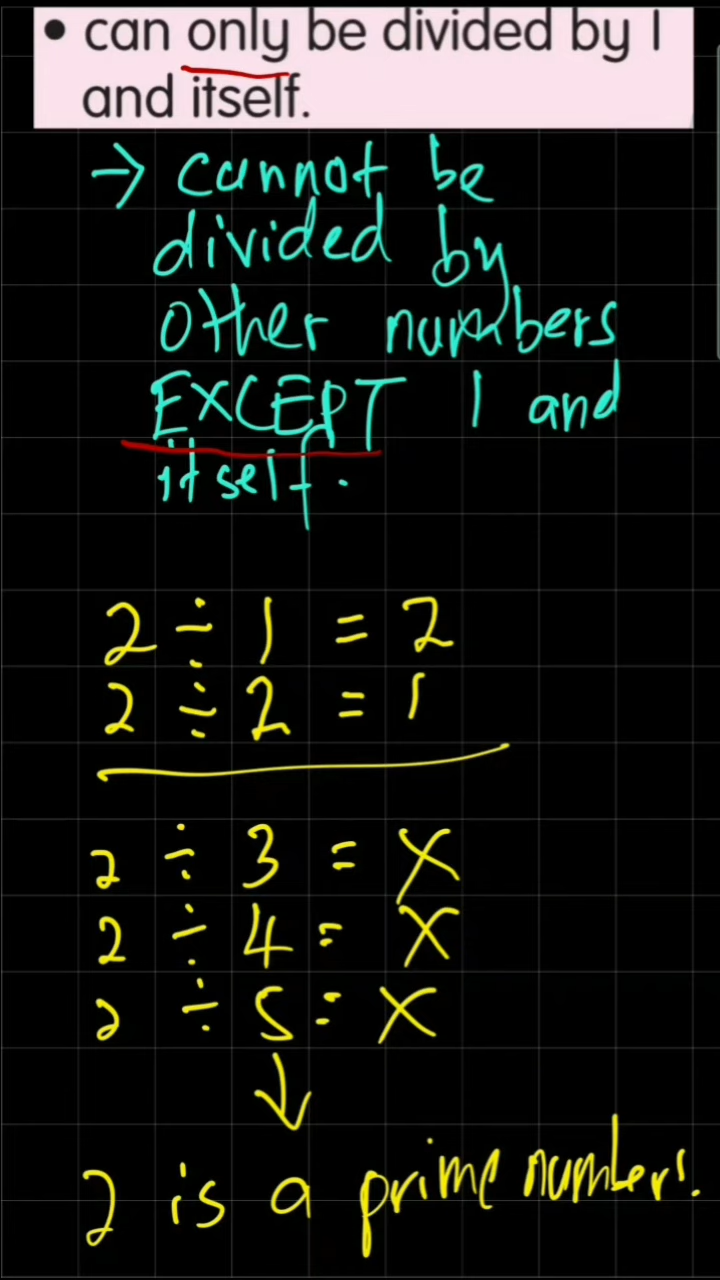 • can only be divided by 1
and itself.
→ cannot be
divided by
other numbers
EXCEPT 1 and
itself.
2 ÷ 1 = 2
2 ÷ 2 = 1
2 ÷ 3 = X
2 ÷ 4 = X
2 ÷ 5 = X
↓
2 is a prime numbers.